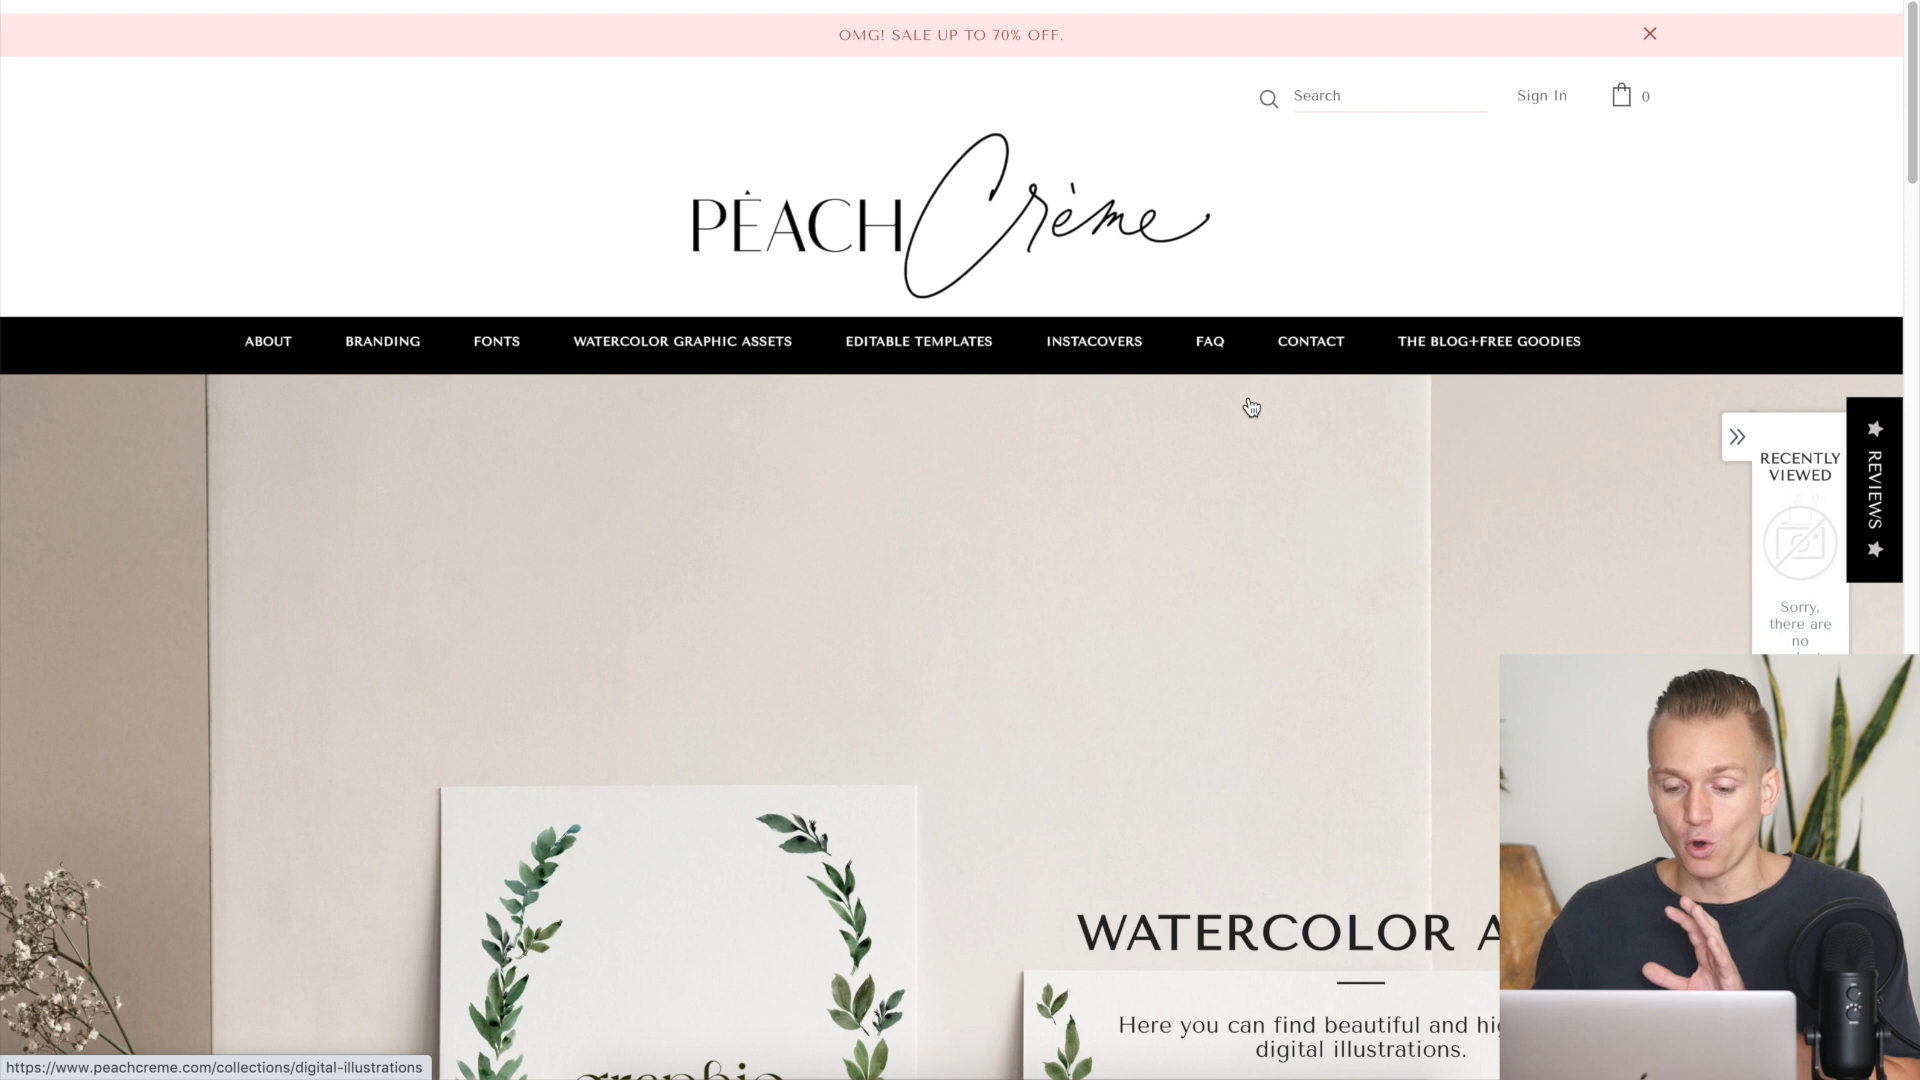 OMG! SALE UP TO 70% OFF.
Search
Sign In
0
PÉACH Crème
ABOUT
BRANDING
FONTS
WATERCOLOR GRAPHIC ASSETS
EDITABLE TEMPLATES
INSTACOVERS
FAQ
CONTACT
THE BLOG+FREE GOODIES
RECENTLY
VIEWED
REVIEWS
Sorry,
there are
no
WATERCOLOR A
Here you can find beautiful and hi
digital illustrations.
graphic
https://www.peachcreme.com/collections/digital-illustrations